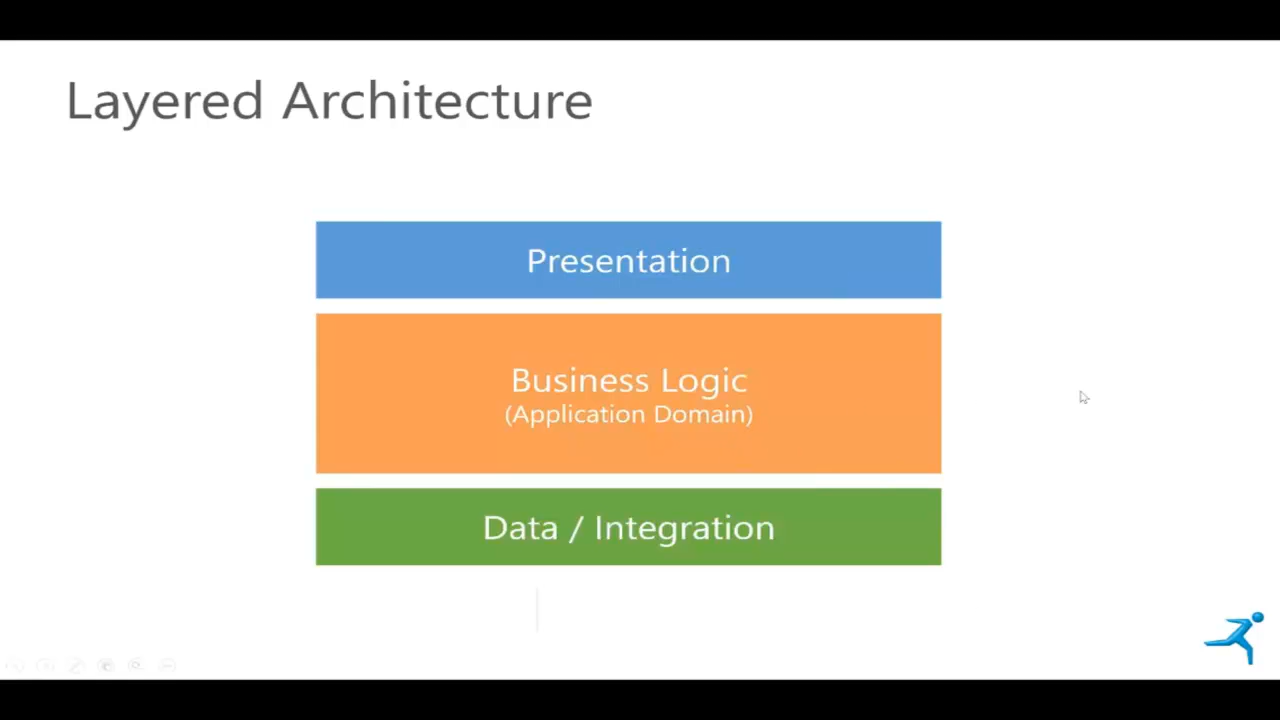 Layered Architecture
Presentation
Business Logic
(Application Domain)
Data / Integration